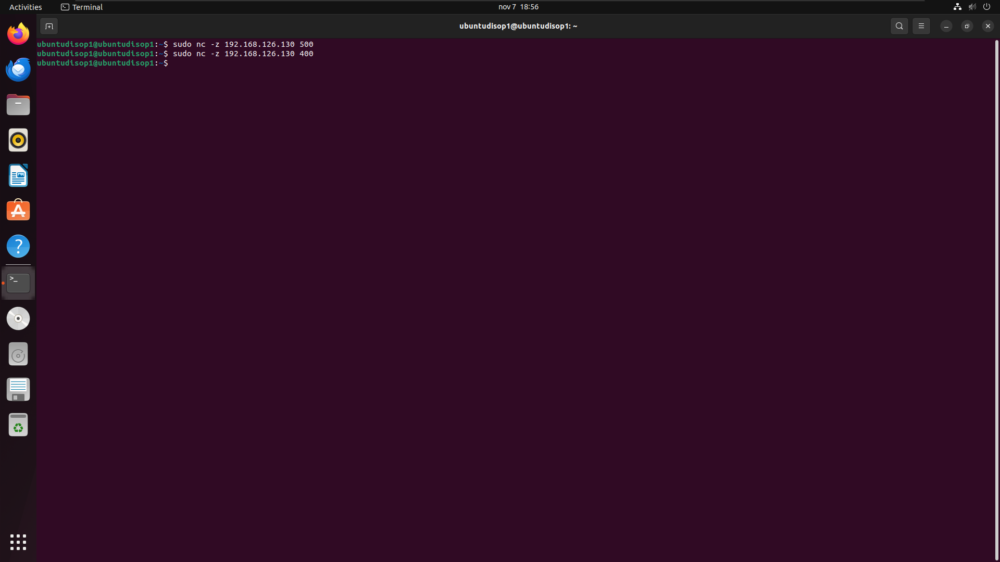 Activities
Terminal
nov 7 18:56
ubuntudisop1@ubuntudisop1: ~
ubuntudisop1@ubuntudisop1:~$ sudo nc -z 192.168.126.130 500
ubuntudisop1@ubuntudisop1:~$ sudo nc -z 192.168.126.130 400
ubuntudisop1@ubuntudisop1:~$